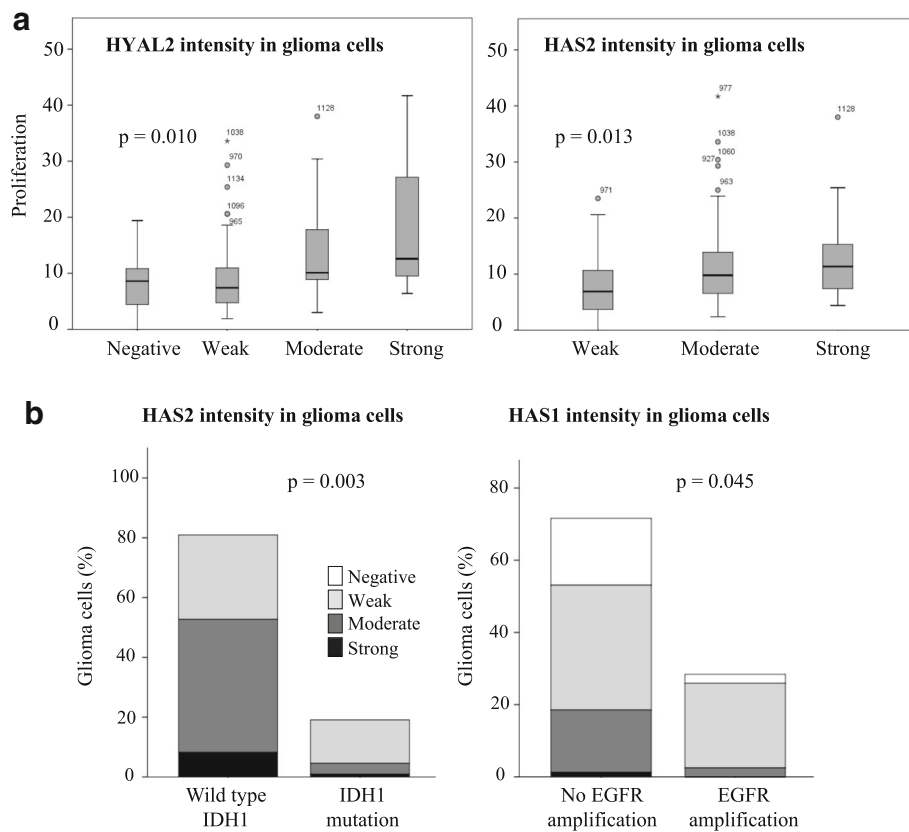 a
HYAL2 intensity in glioma cells
HAS2 intensity in glioma cells
Proliferation
50
40
30
20
10
0
p = 0.010
1038
970
1134
1096
965
1128
Negative
Weak
Moderate
Strong
50
40
30
20
10
0
p = 0.013
971
977
1038
1060
927
963
1128
Weak
Moderate
Strong
b
HAS2 intensity in glioma cells
HAS1 intensity in glioma cells
Glioma cells (%)
100
80
60
40
20
0
p = 0.003
Negative
Weak
Moderate
Strong
Wild type
IDH1
IDH1
mutation
Glioma cells (%)
80
60
40
20
0
p = 0.045
No EGFR
amplification
EGFR
amplification